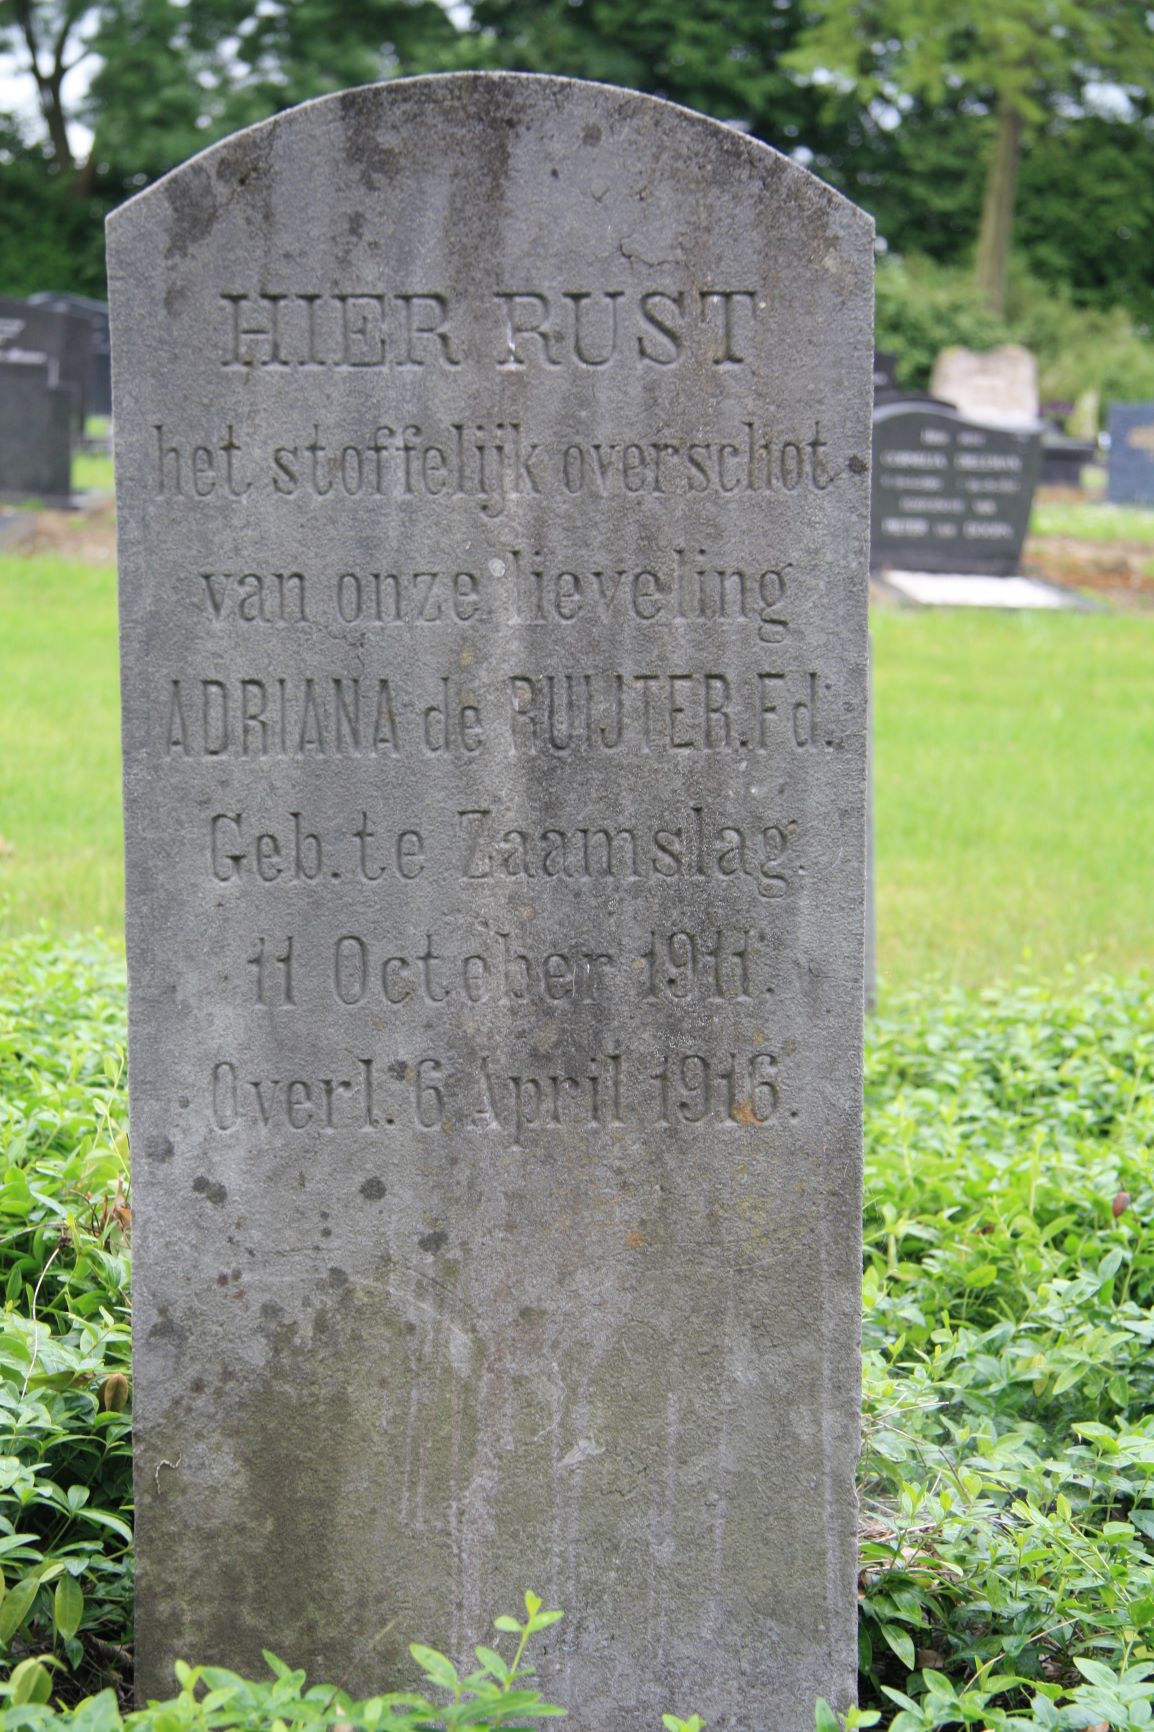 HIER RUST
het stoffelijk overschot
van onze lieveling
ADRIANA de RUIJTER.Fd.
Geb. te Zaamslag.
11 October 1911.
Overl. 6 April 1916.